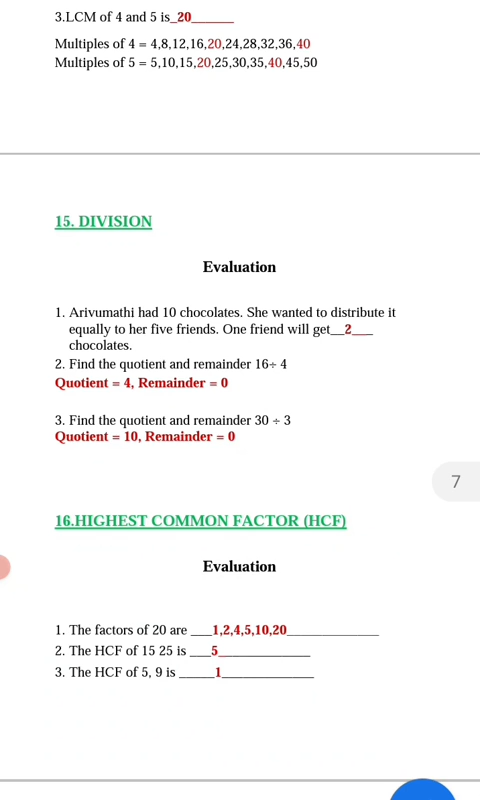 3.LCM of 4 and 5 is_20______
Multiples of 4 = 4,8,12,16,20,24,28,32,36,40
Multiples of 5 = 5,10,15,20,25,30,35,40,45,50
15. DIVISION
Evaluation
1. Arivumathi had 10 chocolates. She wanted to distribute it
equally to her five friends. One friend will get__2___
chocolates.
2. Find the quotient and remainder 16÷ 4
Quotient = 4, Remainder = 0
3. Find the quotient and remainder 30 ÷ 3
Quotient = 10, Remainder = 0
7
16.HIGHEST COMMON FACTOR (HCF)
Evaluation
1. The factors of 20 are ___1,2,4,5,10,20_____________
2. The HCF of 15 25 is ___5_____________
3. The HCF of 5, 9 is _____1_____________